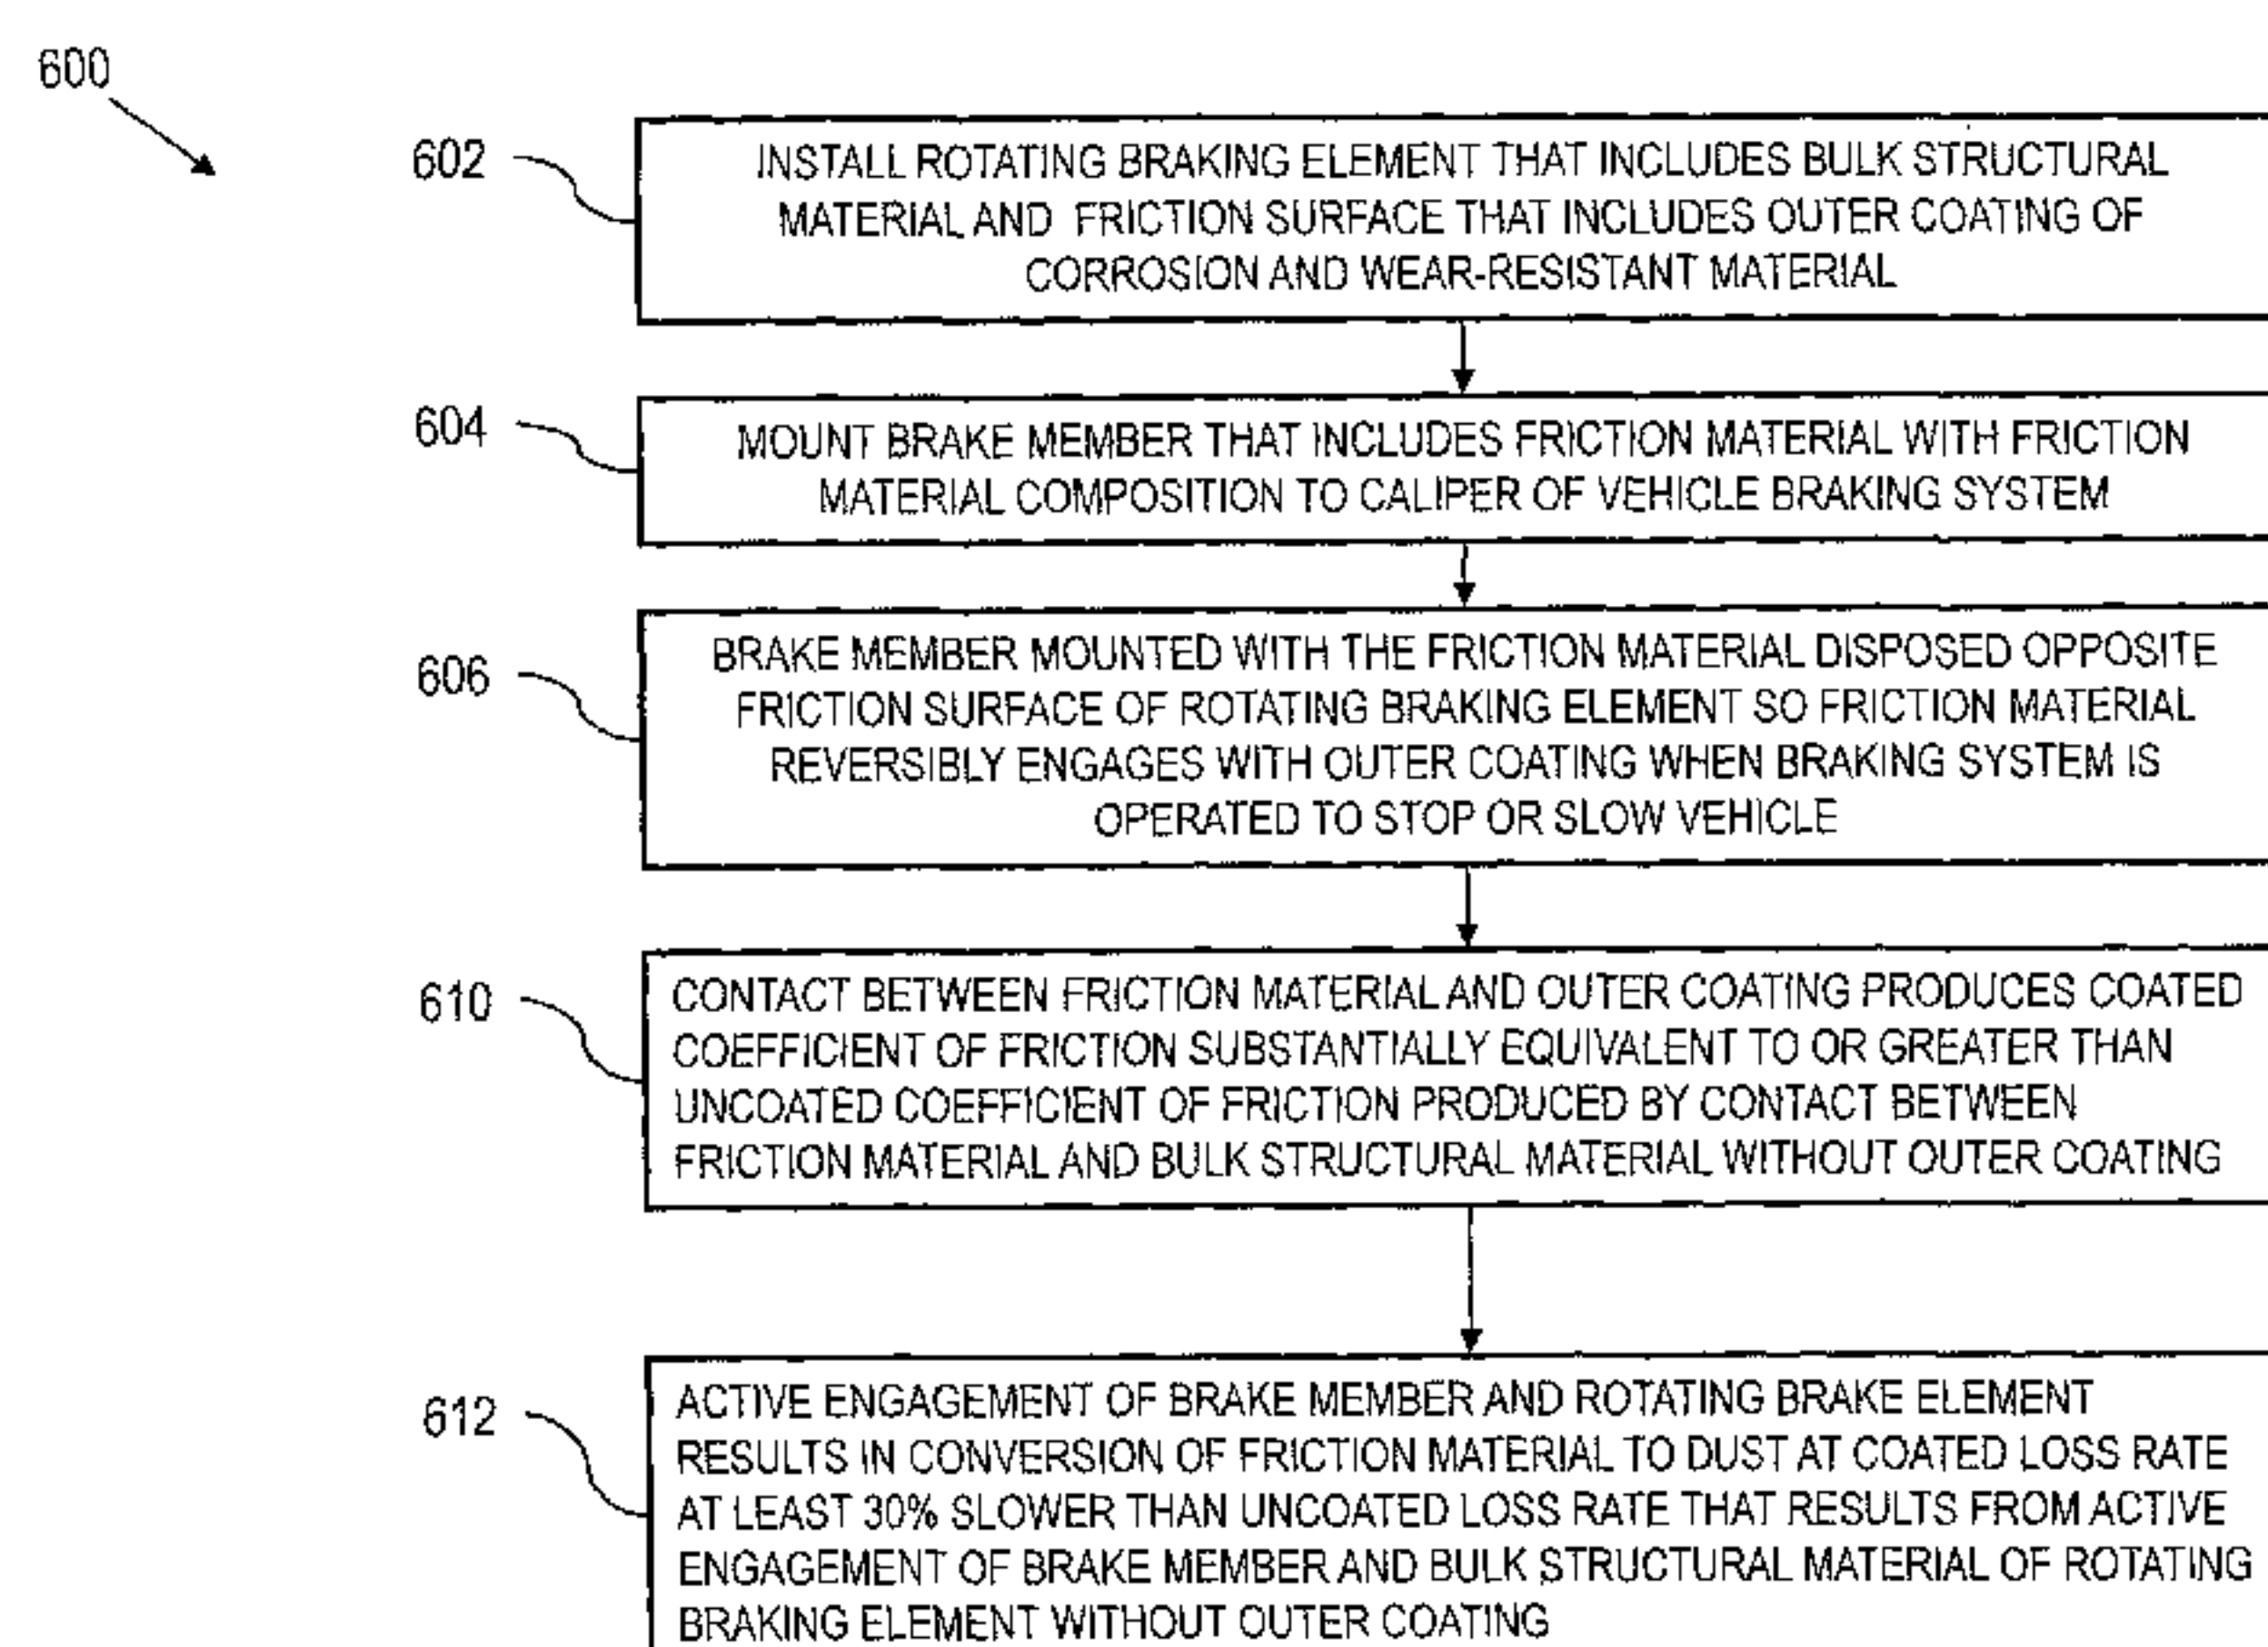 600
602
INSTALL ROTATING BRAKING ELEMENT THAT INCLUDES BULK STRUCTURAL
MATERIAL AND FRICTION SURFACE THAT INCLUDES OUTER COATING OF
CORROSION AND WEAR-RESISTANT MATERIAL
604
MOUNT BRAKE MEMBER THAT INCLUDES FRICTION MATERIAL WITH FRICTION
MATERIAL COMPOSITION TO CALIPER OF VEHICLE BRAKING SYSTEM
606
BRAKE MEMBER MOUNTED WITH THE FRICTION MATERIAL DISPOSED OPPOSITE
FRICTION SURFACE OF ROTATING BRAKING ELEMENT SO FRICTION MATERIAL
REVERSIBLY ENGAGES WITH OUTER COATING WHEN BRAKING SYSTEM IS
OPERATED TO STOP OR SLOW VEHICLE
610
CONTACT BETWEEN FRICTION MATERIAL AND OUTER COATING PRODUCES COATED
COEFFICIENT OF FRICTION SUBSTANTIALLY EQUIVALENT TO OR GREATER THAN
UNCOATED COEFFICIENT OF FRICTION PRODUCED BY CONTACT BETWEEN
FRICTION MATERIAL AND BULK STRUCTURAL MATERIAL WITHOUT OUTER COATING
612
ACTIVE ENGAGEMENT OF BRAKE MEMBER AND ROTATING BRAKE ELEMENT
RESULTS IN CONVERSION OF FRICTION MATERIAL TO DUST AT COATED LOSS RATE
AT LEAST 30% SLOWER THAN UNCOATED LOSS RATE THAT RESULTS FROM ACTIVE
ENGAGEMENT OF BRAKE MEMBER AND BULK STRUCTURAL MATERIAL OF ROTATING
BRAKING ELEMENT WITHOUT OUTER COATING